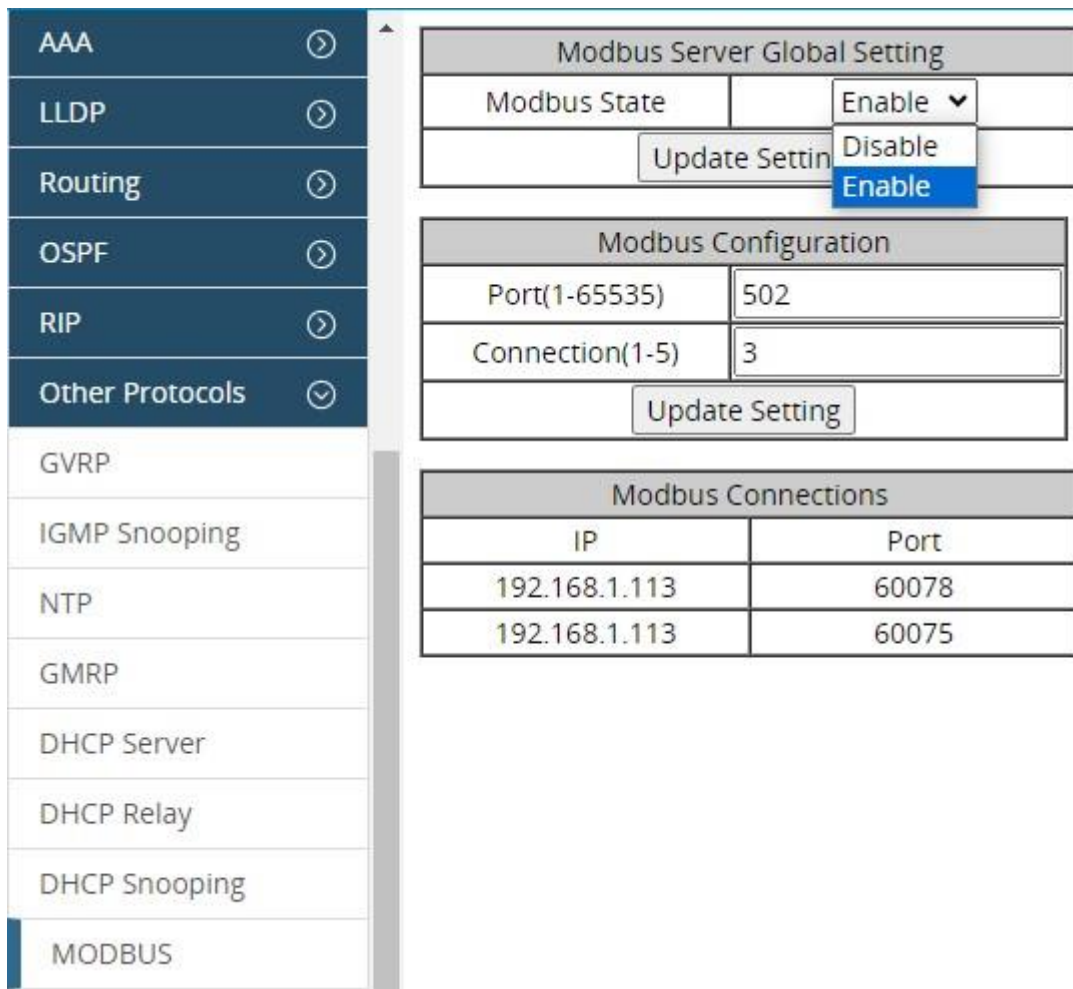 AAA
LLDP
Routing
OSPF
RIP
Other Protocols
GVRP
IGMP Snooping
NTP
GMRP
DHCP Server
DHCP Relay
DHCP Snooping
MODBUS
Modbus Server Global Setting
Modbus State Enable
Disable
Enable
Update Settin
Modbus Configuration
Port(1-65535) 502
Connection(1-5) 3
Update Setting
Modbus Connections
IP Port
192.168.1.113 60078
192.168.1.113 60075